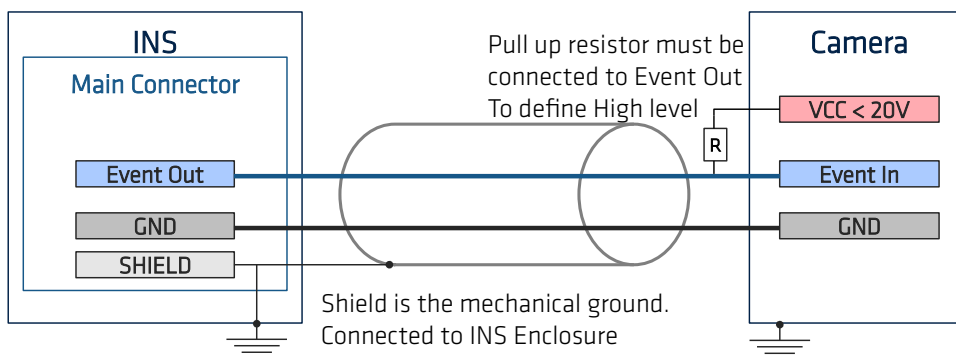 INS
Main Connector
Event Out
GND
SHIELD
Pull up resistor must be
connected to Event Out
To define High level
R
Shield is the mechanical ground.
Connected to INS Enclosure
Camera
VCC < 20V
Event In
GND